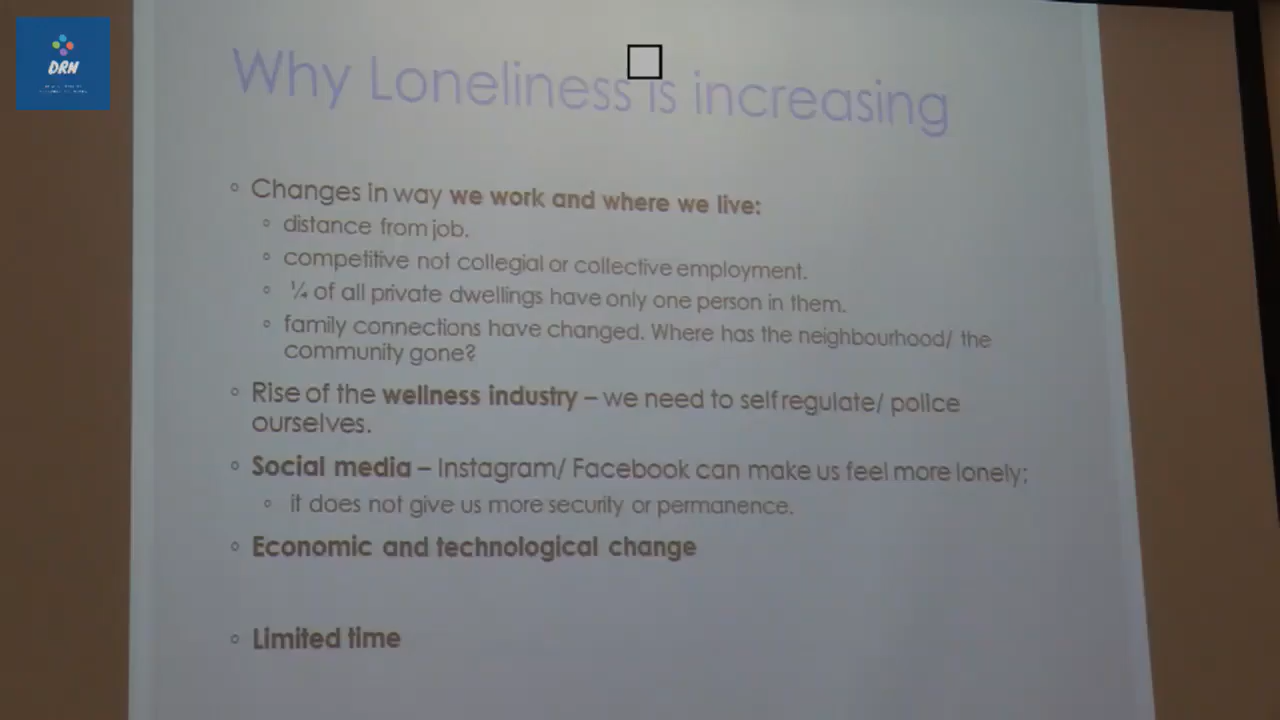 DRN
Why Loneliness is increasing
Changes in way we work and where we live:
distance from job.
competitive not collegial or collective employment.
¼ of all private dwellings have only one person in them.
family connections have changed. Where has the neighbourhood/ the
community gone?
Rise of the wellness industry – we need to self regulate/ police
ourselves.
Social media – Instagram/ Facebook can make us feel more lonely;
it does not give us more security or permanence.
Economic and technological change
Limited time